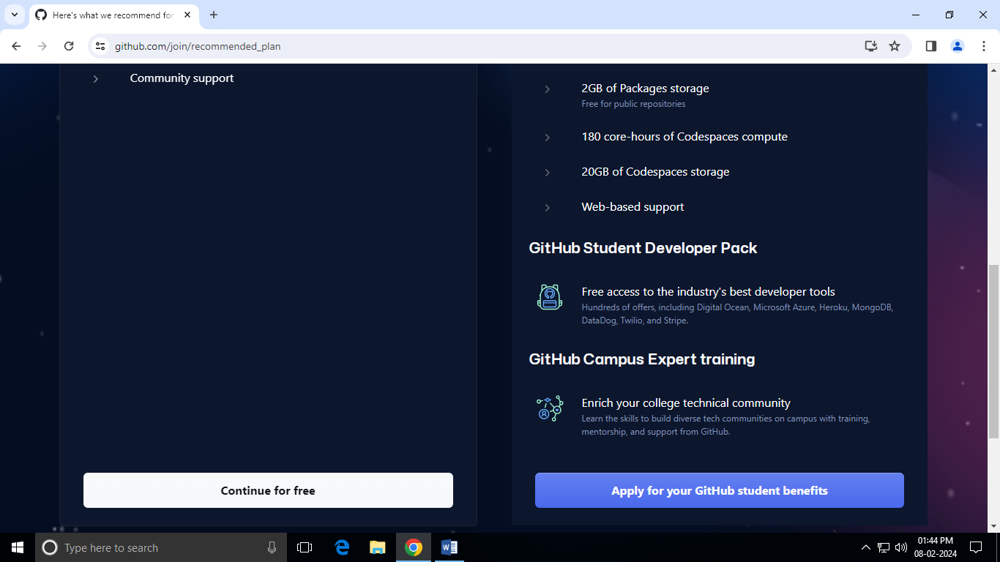 Here's what we recommend for
github.com/join/recommended_plan
Community support
2GB of Packages storage
Free for public repositories
180 core-hours of Codespaces compute
20GB of Codespaces storage
Web-based support
GitHub Student Developer Pack
Free access to the industry's best developer tools
Hundreds of offers, including Digital Ocean, Microsoft Azure, Heroku, MongoDB,
DataDog, Twilio, and Stripe.
GitHub Campus Expert training
Enrich your college technical community
Learn the skills to build diverse tech communities on campus with training,
mentorship, and support from GitHub.
Continue for free
Apply for your GitHub student benefits
Type here to search
01:44 PM
08-02-2024